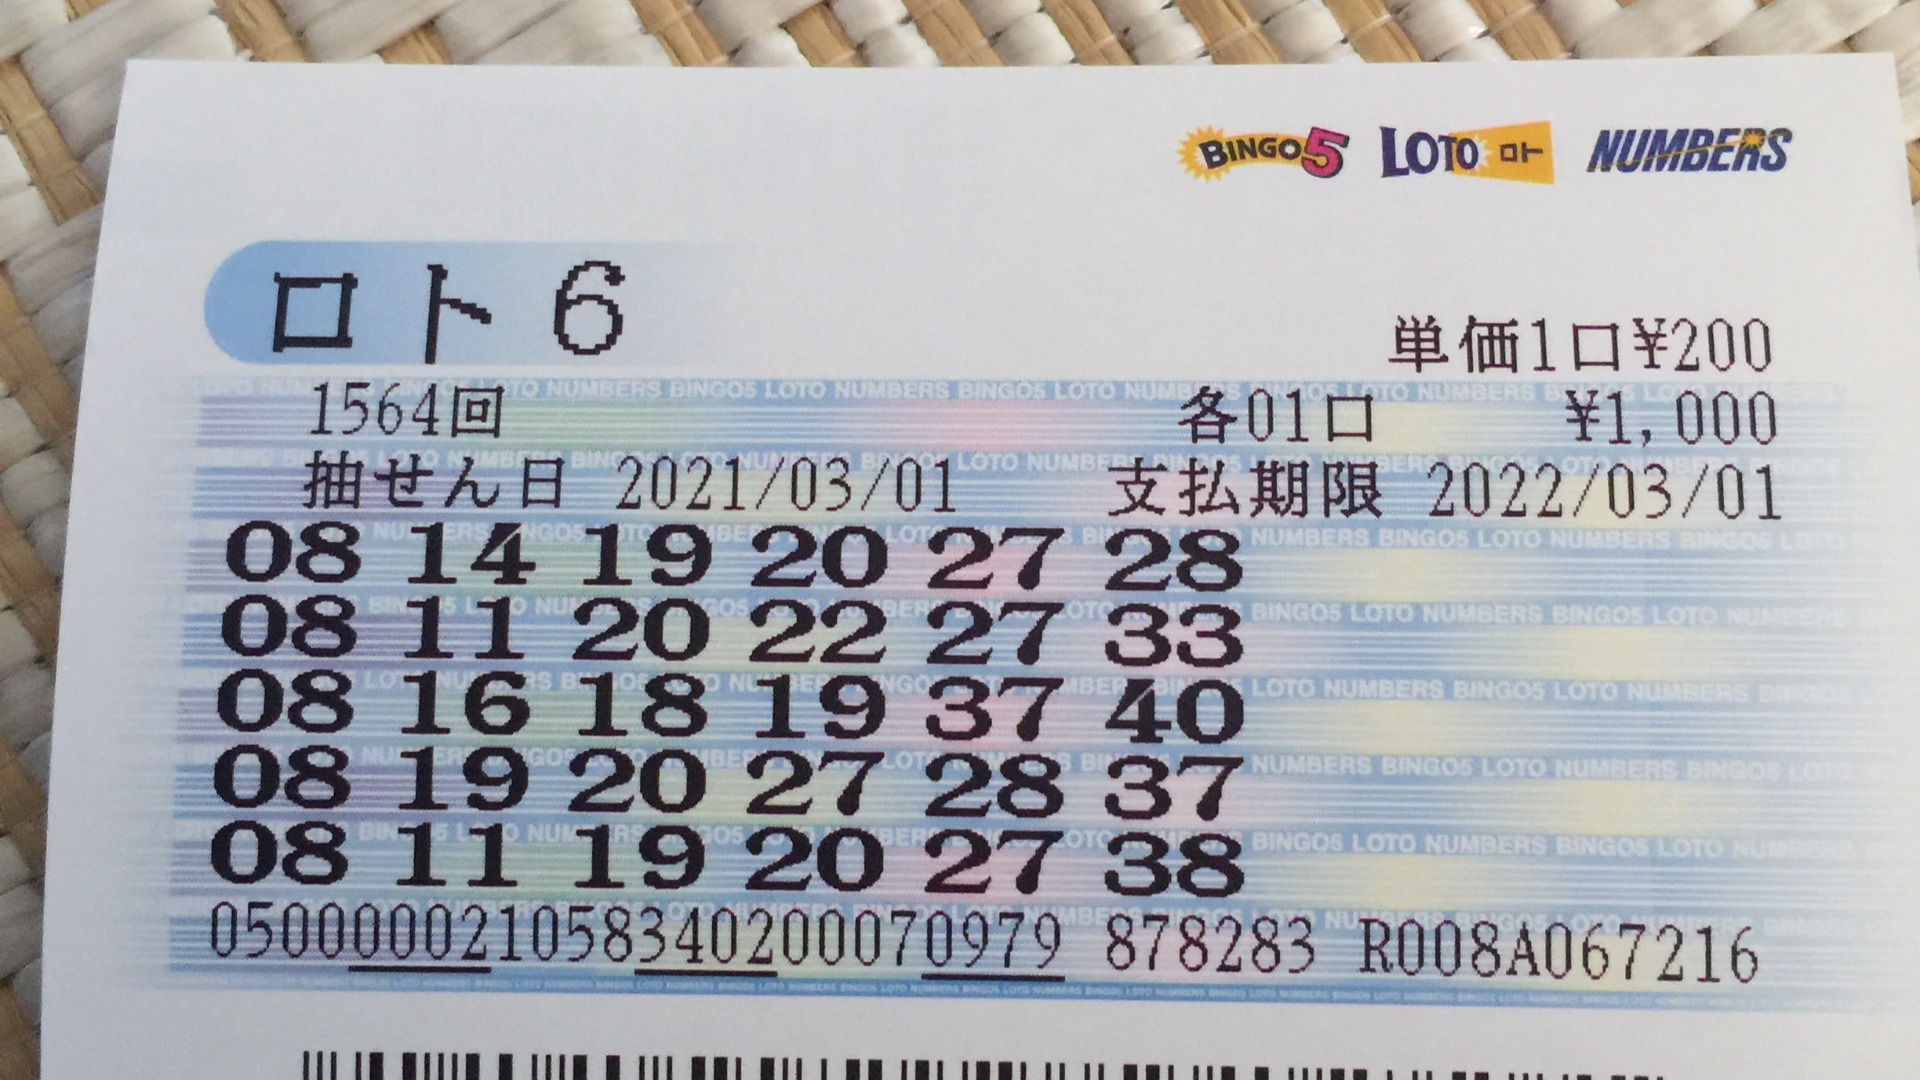 BINGO5 LOTO ロト NUMBERS
ロト6
単価1口¥200
1564回 各01口 ¥1,000
抽せん日 2021/03/01 支払期限 2022/03/01
08 14 19 20 27 28
08 11 20 22 27 33
08 16 18 19 37 40
08 19 20 27 28 37
08 11 19 20 27 38
050000021058340200070979 878283 R008A067216